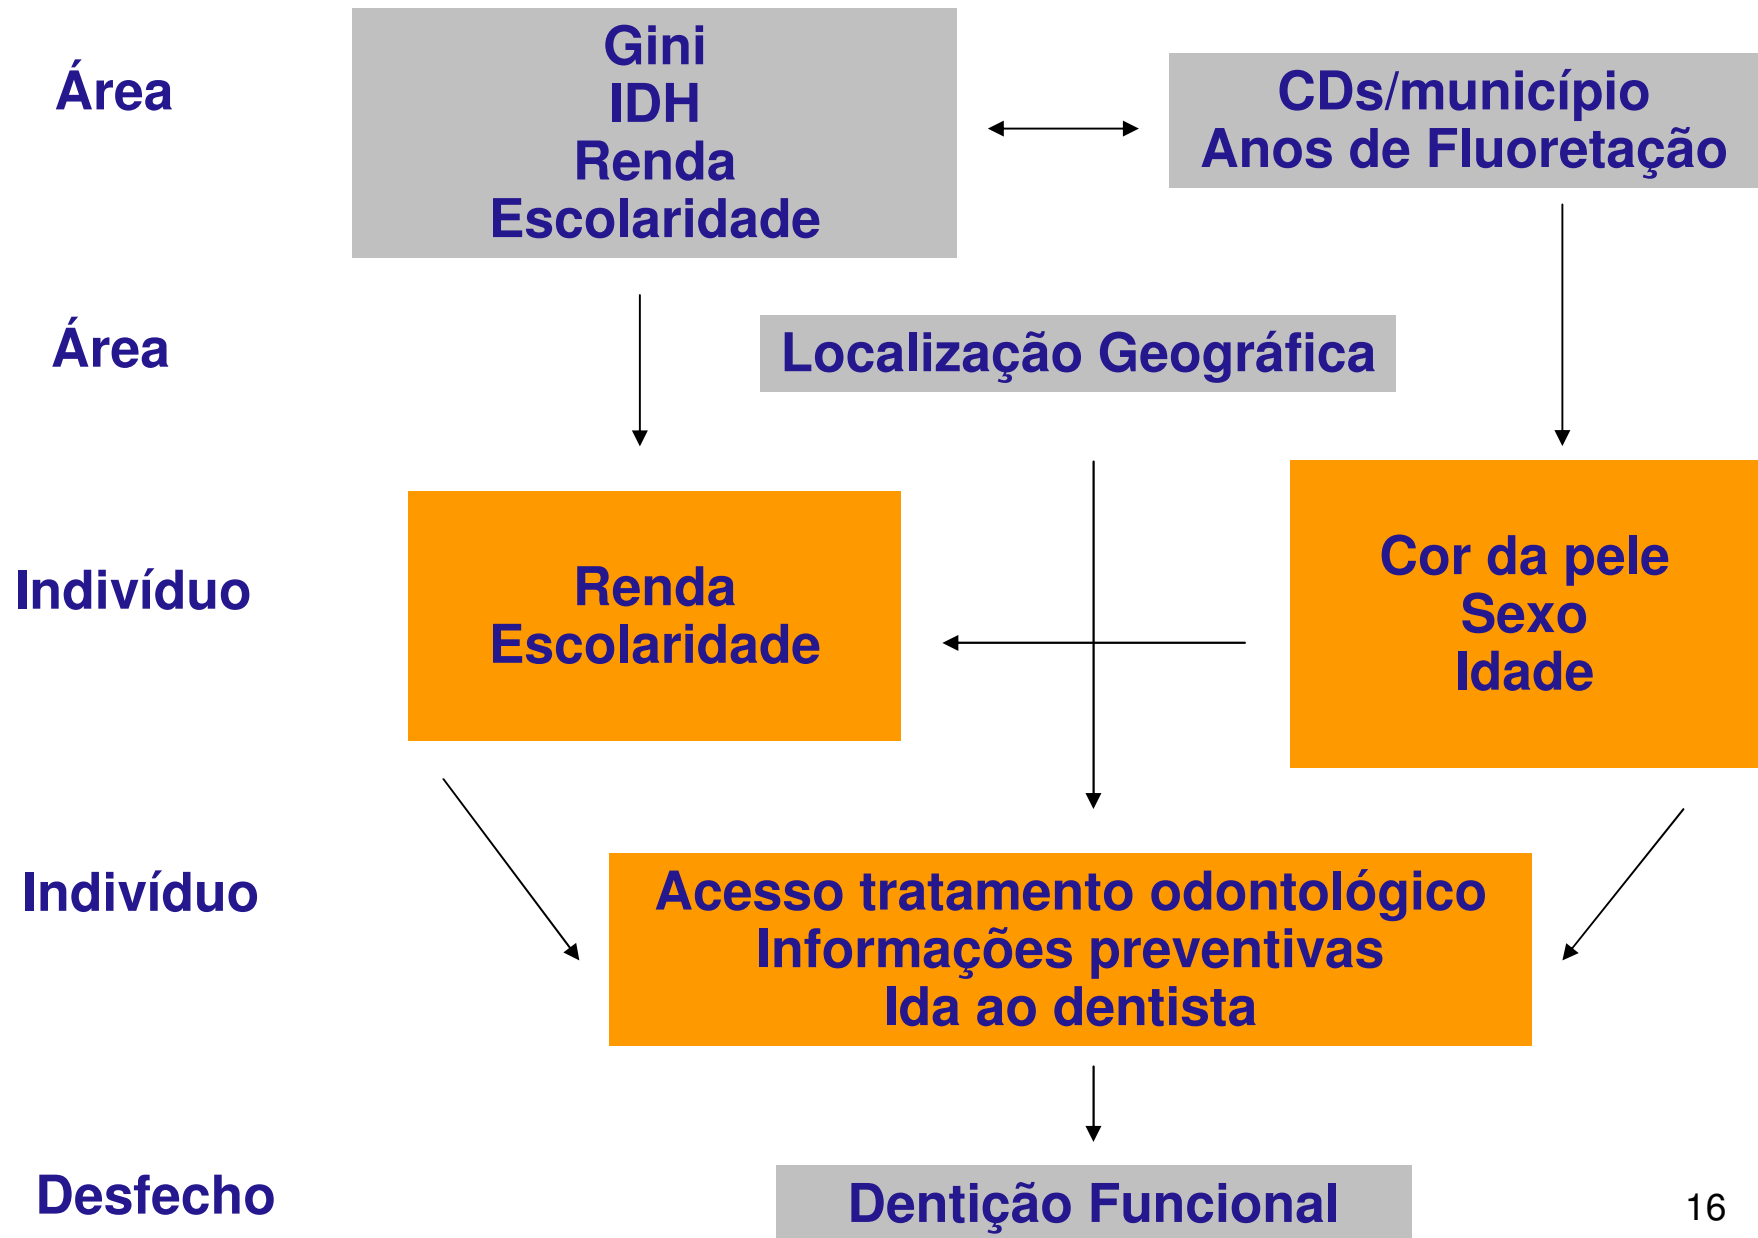 Área
Gini
IDH
Renda
Escolaridade
CDs/município
Anos de Fluoretação
Área
Localização Geográfica
Indivíduo
Renda
Escolaridade
Cor da pele
Sexo
Idade
Indivíduo
Acesso tratamento odontológico
Informações preventivas
Ida ao dentista
Desfecho
Dentição Funcional
16